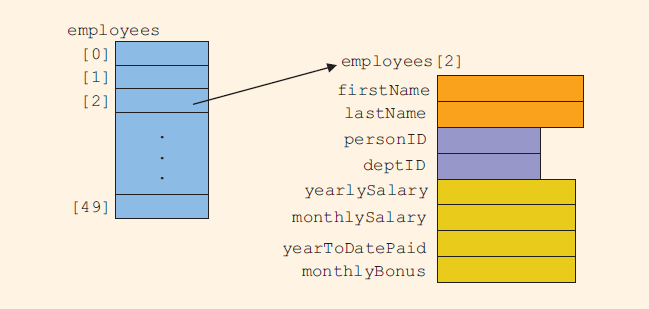 employees
[0]
[1]
[2]
.
.
.
[49]
employees[2]
firstName
lastName
personID
deptID
yearlySalary
monthlySalary
yearToDatePaid
monthlyBonus